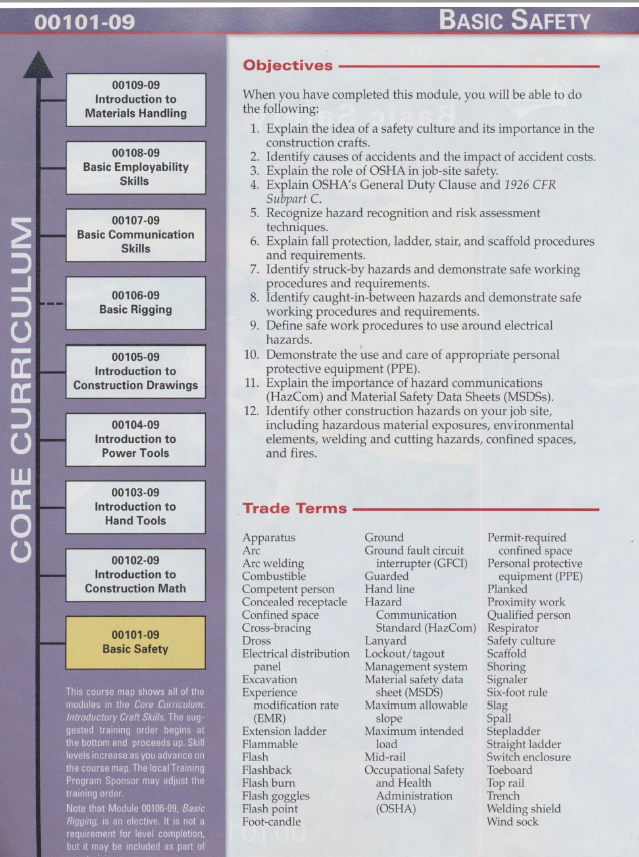 00101-09
BASIC SAFETY
CORE CURRICULUM
00109-09
Introduction to
Materials Handling
00108-09
Basic Employability
Skills
00107-09
Basic Communication
Skills
00106-09
Basic Rigging
00105-09
Introduction to
Construction Drawings
00104-09
Introduction to
Power Tools
00103-09
Introduction to
Hand Tools
00102-09
Introduction to
Construction Math
00101-09
Basic Safety
This course map shows all of the
modules in the Core Curriculum:
Introductory Craft Skills. The sug-
gested training order begins at
the bottom and proceeds up. Skill
levels increase as you advance on
the course map. The local Training
Program Sponsor may adjust the
training order.
Note that Module 00106-09, Basic
Rigging, is an elective. It is not a
requirement for level completion,
but it may be included as part of
Objectives
When you have completed this module, you will be able to do
the following:
1. Explain the idea of a safety culture and its importance in the
construction crafts.
2. Identify causes of accidents and the impact of accident costs.
3. Explain the role of OSHA in job-site safety.
4. Explain OSHA's General Duty Clause and 1926 CFR
Subpart C.
5. Recognize hazard recognition and risk assessment
techniques.
6. Explain fall protection, ladder, stair, and scaffold procedures
and requirements.
7. Identify struck-by hazards and demonstrate safe working
procedures and requirements.
8. Identify caught-in-between hazards and demonstrate safe
working procedures and requirements.
9. Define safe work procedures to use around electrical
hazards.
10. Demonstrate the use and care of appropriate personal
protective equipment (PPE).
11. Explain the importance of hazard communications
(HazCom) and Material Safety Data Sheets (MSDSs).
12. Identify other construction hazards on your job site,
including hazardous material exposures, environmental
elements, welding and cutting hazards, confined spaces,
and fires.
Trade Terms
Apparatus
Arc
Arc welding
Combustible
Competent person
Concealed receptacle
Confined space
Cross-bracing
Dross
Electrical distribution
panel
Excavation
Experience
modification rate
(EMR)
Extension ladder
Flammable
Flash
Flashback
Flash burn
Flash goggles
Flash point
Foot-candle
Ground
Ground fault circuit
interrupter (GFCI)
Guarded
Hand line
Hazard
Communication
Standard (HazCom)
Lanyard
Lockout/tagout
Management system
Material safety data
sheet (MSDS)
Maximum allowable
slope
Maximum intended
load
Mid-rail
Occupational Safety
and Health
Administration
(OSHA)
Permit-required
confined space
Personal protective
equipment (PPE)
Planked
Proximity work
Qualified person
Respirator
Safety culture
Scaffold
Shoring
Signaler
Six-foot rule
Slag
Spall
Stepladder
Straight ladder
Switch enclosure
Toeboard
Top rail
Trench
Welding shield
Wind sock